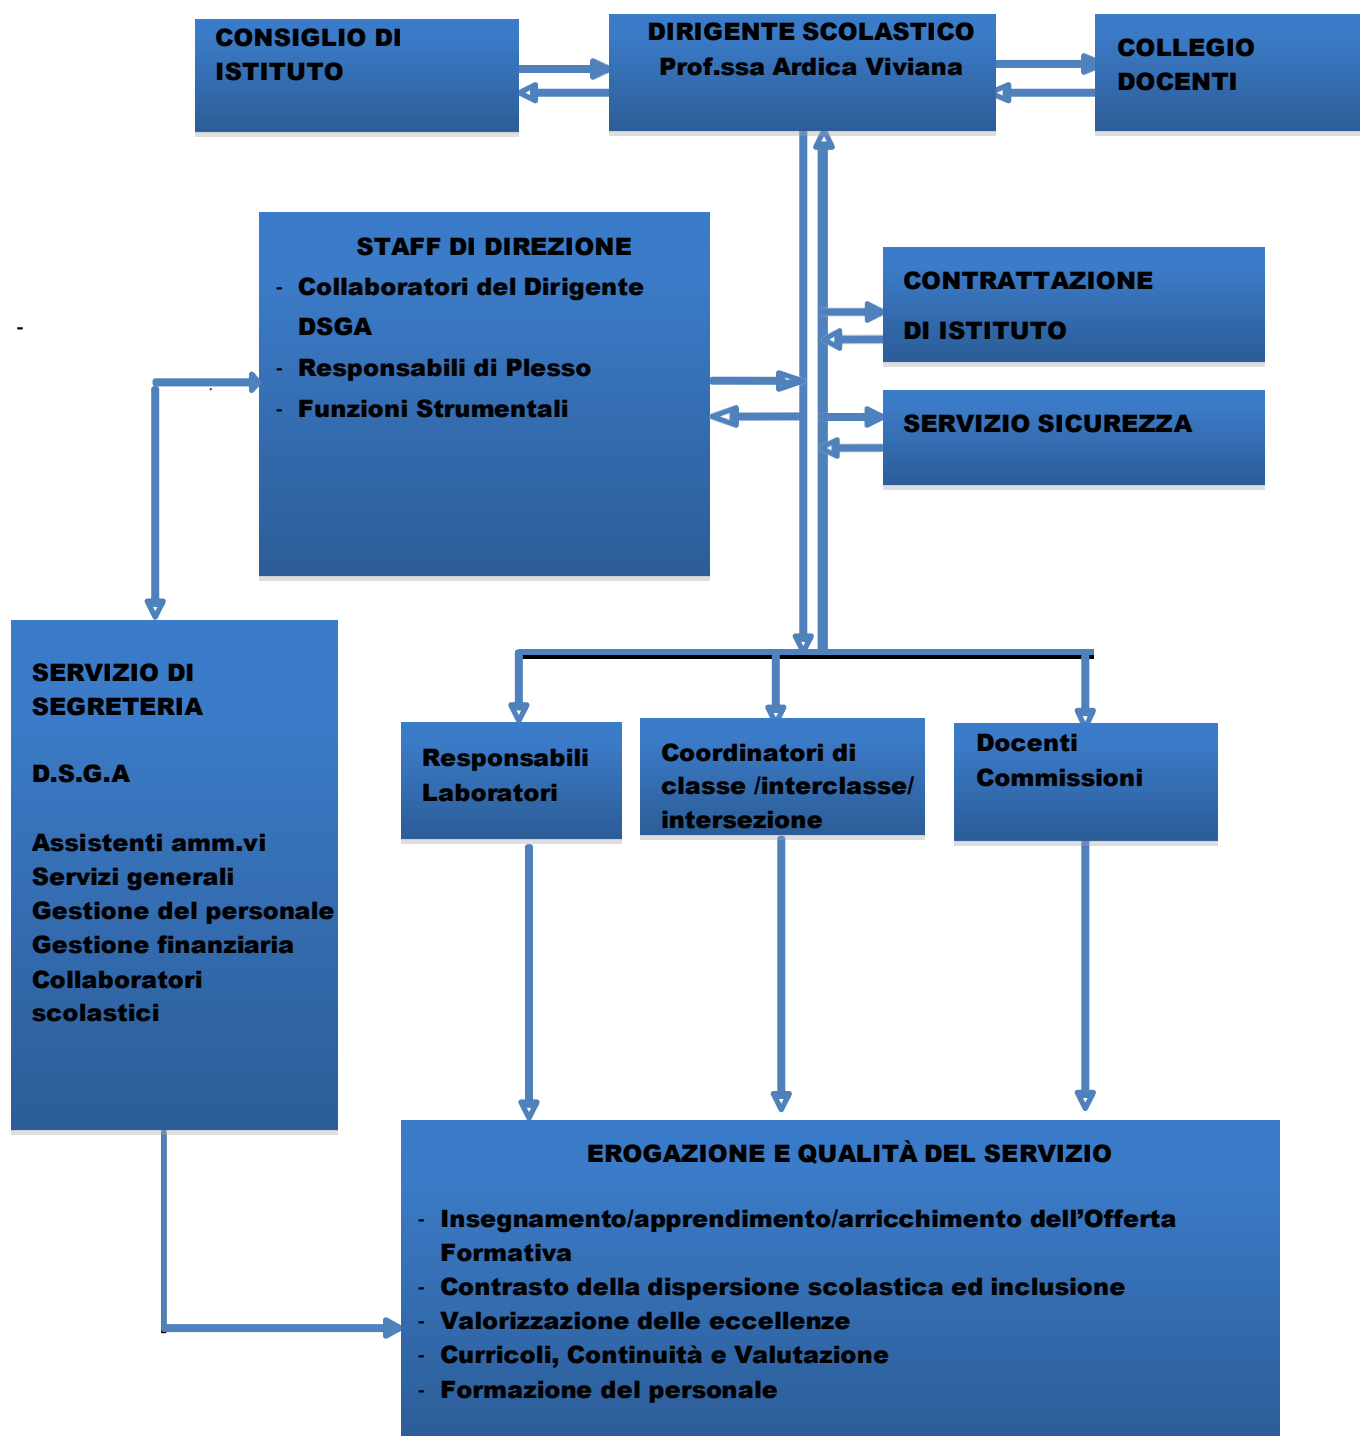 CONSIGLIO DI
ISTITUTO
DIRIGENTE SCOLASTICO
Prof.ssa Ardica Viviana
COLLEGIO
DOCENTI
STAFF DI DIREZIONE
- Collaboratori del Dirigente
DSGA
- Responsabili di Plesso
- Funzioni Strumentali
-
CONTRATTAZIONE
DI ISTITUTO
SERVIZIO SICUREZZA
SERVIZIO DI
SEGRETERIA
D.S.G.A
Assistenti amm.vi
Servizi generali
Gestione del personale
Gestione finanziaria
Collaboratori
scolastici
Responsabili
Laboratori
Coordinatori di
classe /interclasse/
intersezione
Docenti
Commissioni
EROGAZIONE E QUALITÀ DEL SERVIZIO
- Insegnamento/apprendimento/arricchimento dell’Offerta
Formativa
- Contrasto della dispersione scolastica ed inclusione
- Valorizzazione delle eccellenze
- Curricoli, Continuità e Valutazione
- Formazione del personale